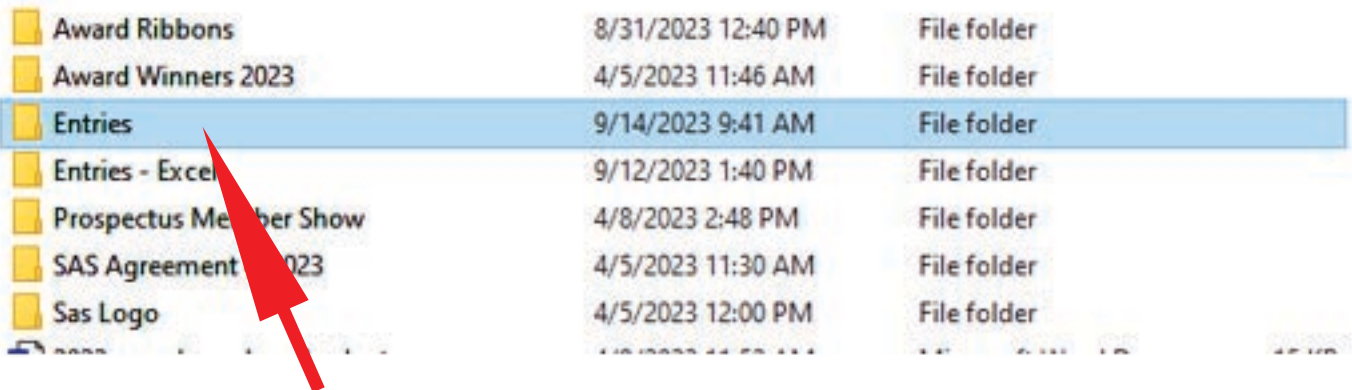 Award Ribbons 8/31/2023 12:40 PM File folder
Award Winners 2023 4/5/2023 11:46 AM File folder
Entries 9/14/2023 9:41 AM File folder
Entries - Excel 9/12/2023 1:40 PM File folder
Prospectus Member Show 4/8/2023 2:48 PM File folder
SAS Agreement 2023 4/5/2023 11:30 AM File folder
Sas Logo 4/5/2023 12:00 PM File folder